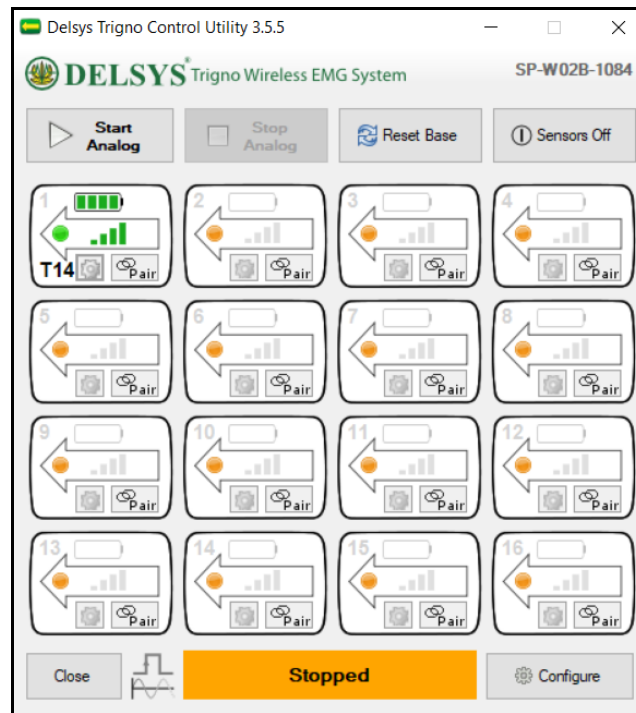 Delsys Trigno Control Utility 3.5.5
DELSYS® Trigno Wireless EMG System
SP-W02B-1084
Start
Analog
Stop
Analog
Reset Base
Sensors Off
1
T14
Pair
2
Pair
3
Pair
4
Pair
5
Pair
6
Pair
7
Pair
8
Pair
9
Pair
10
Pair
11
Pair
12
Pair
13
Pair
14
Pair
15
Pair
16
Pair
Close
Stopped
Configure